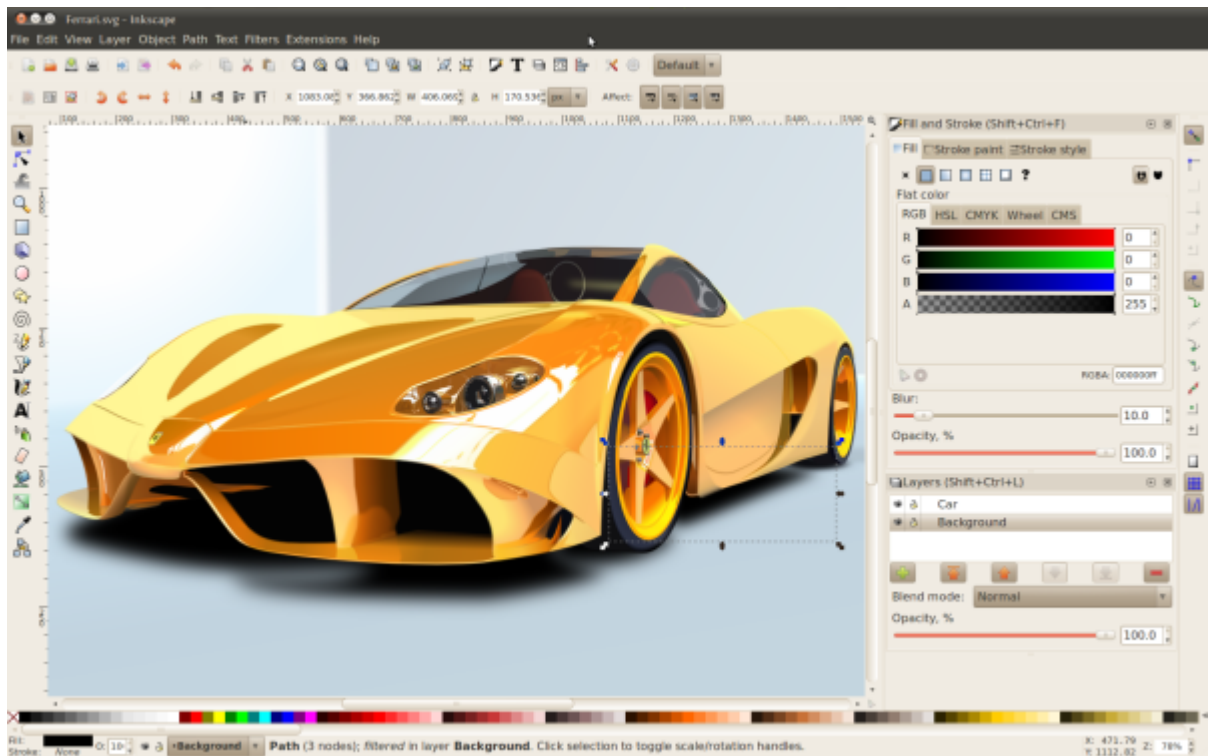 Ferrari.svg - Inkscape
File Edit View Layer Object Path Text Filters Extensions Help
Default
X 1083.08 Y 366.862 W 406.065 H 170.536 px Affect:
Fill and Stroke (Shift+Ctrl+F)
Fill Stroke paint Stroke style
?
Flat color
RGB HSL CMYK Wheel CMS
R 0
G 0
B 0
A 255
RGBA: 000000ff
Blur:
10.0
Opacity, %
100.0
Layers (Shift+Ctrl+L)
Car
Background
Blend mode: Normal
Opacity, %
100.0
Fill:
Stroke: None
O: 10
•Background
Path (3 nodes); filtered in layer Background. Click selection to toggle scale/rotation handles.
X: 471.79
Y: 1112.82
Z: 78%